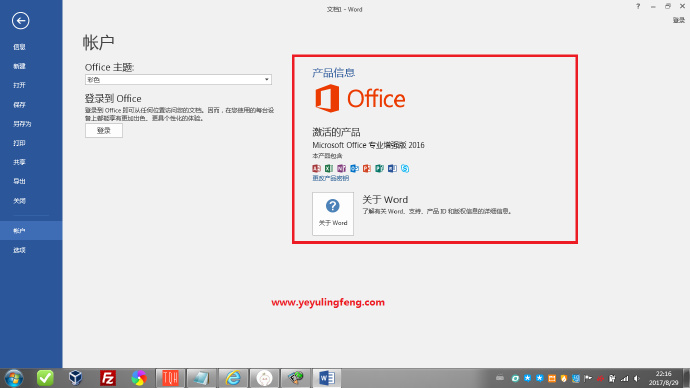 文档1 - Word
?
登录
信息
新建
打开
保存
另存为
打印
共享
导出
关闭
帐户
选项
帐户
Office 主题:
彩色
登录到 Office
登录到 Office 即可从任何位置访问您的文档。因而，在您使用的每台设
备上都能享有更加出色、更具个性化的体验。
登录
产品信息
Office
激活的产品
Microsoft Office 专业增强版 2016
本产品包含
更改产品密钥
?
关于 Word
关于 Word
了解有关 Word、支持、产品 ID 和版权信息的详细信息。
www.yeyulingfeng.com
TDH
22:16
2017/8/29